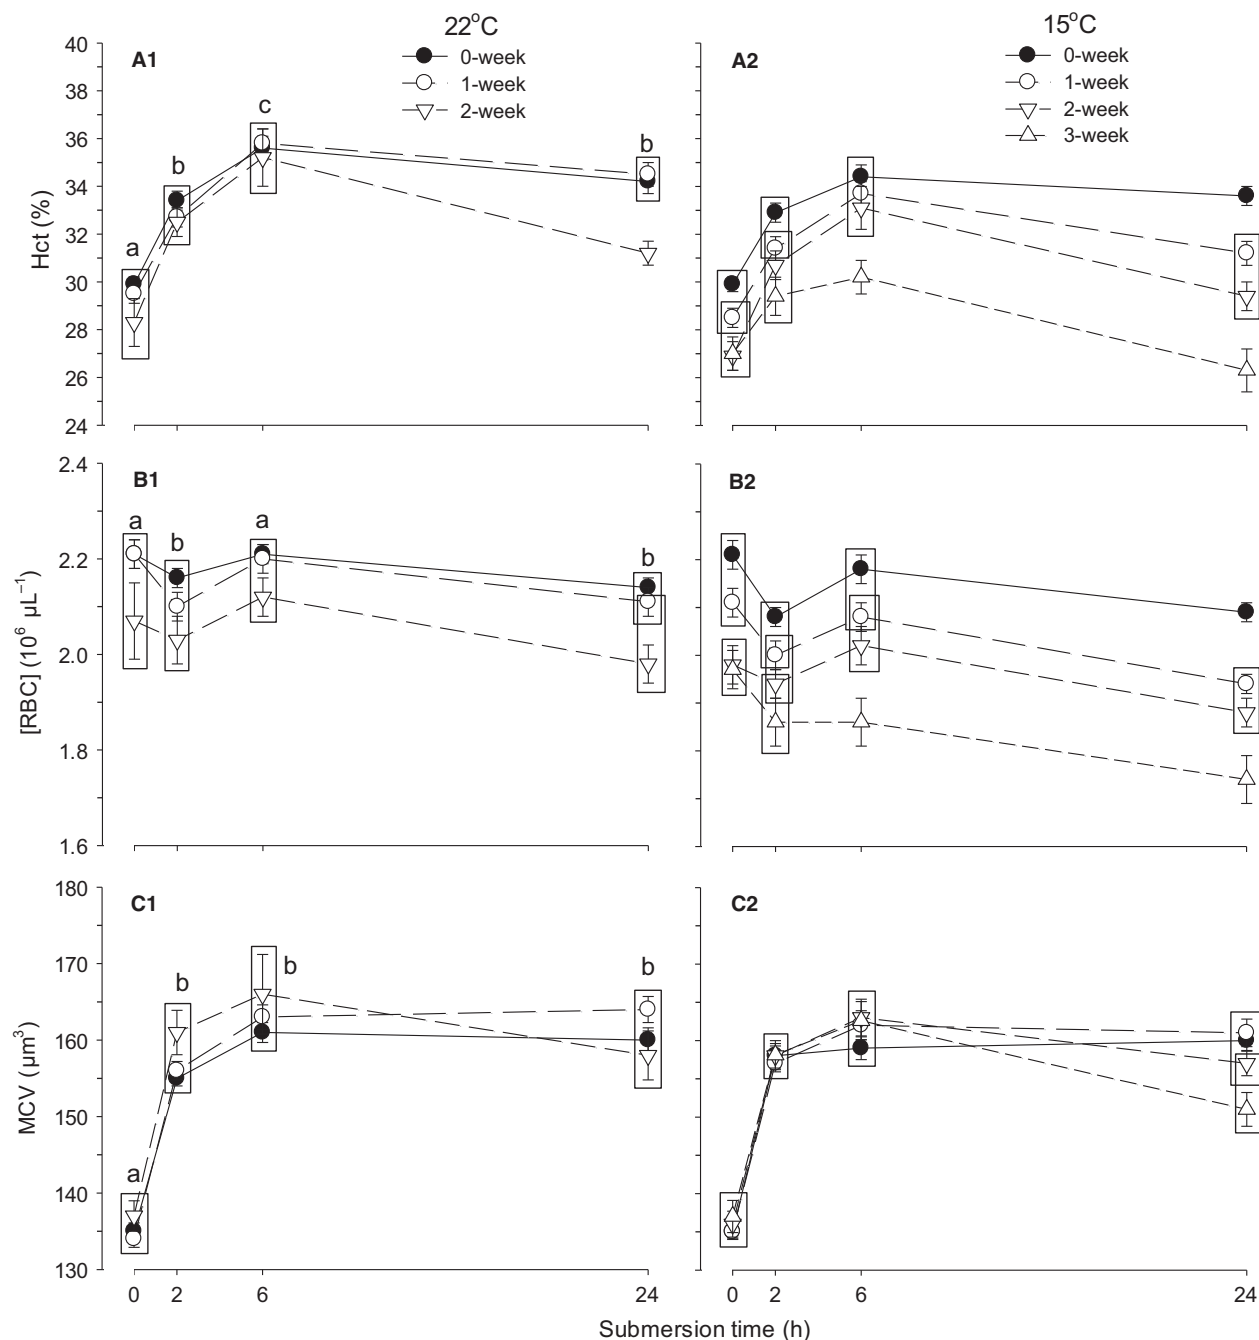 22°C
15°C
A1
0-week
1-week
2-week
A2
0-week
1-week
2-week
3-week
Hct (%)
40
38
36
34
32
30
28
26
24
a
b
c
b
B1
B2
[RBC] (10⁶ µL⁻¹)
2.4
2.2
2.0
1.8
1.6
a
b
a
b
C1
C2
MCV (µm³)
180
170
160
150
140
130
a
b
b
b
0 2 6 24
0 2 6 24
Submersion time (h)